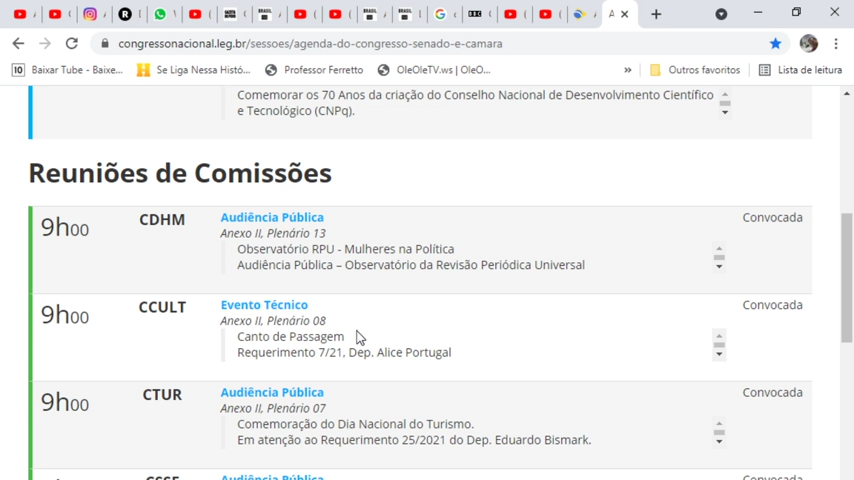 congressonacional.leg.br/sessoes/agenda-do-congresso-senado-e-camara
Baixar Tube - Baixe...
Se Liga Nessa Histó...
Professor Ferretto
OleOleTV.ws | OleO...
»
Outros favoritos
Lista de leitura
Comemorar os 70 Anos da criação do Conselho Nacional de Desenvolvimento Científico
e Tecnológico (CNPq).
Reuniões de Comissões
9h00 CDHM Audiência Pública Convocada
Anexo II, Plenário 13
Observatório RPU - Mulheres na Política
Audiência Pública – Observatório da Revisão Periódica Universal
9h00 CCULT Evento Técnico Convocada
Anexo II, Plenário 08
Canto de Passagem
Requerimento 7/21, Dep. Alice Portugal
9h00 CTUR Audiência Pública Convocada
Anexo II, Plenário 07
Comemoração do Dia Nacional do Turismo.
Em atenção ao Requerimento 25/2021 do Dep. Eduardo Bismark.
Audiência Pública Convocada